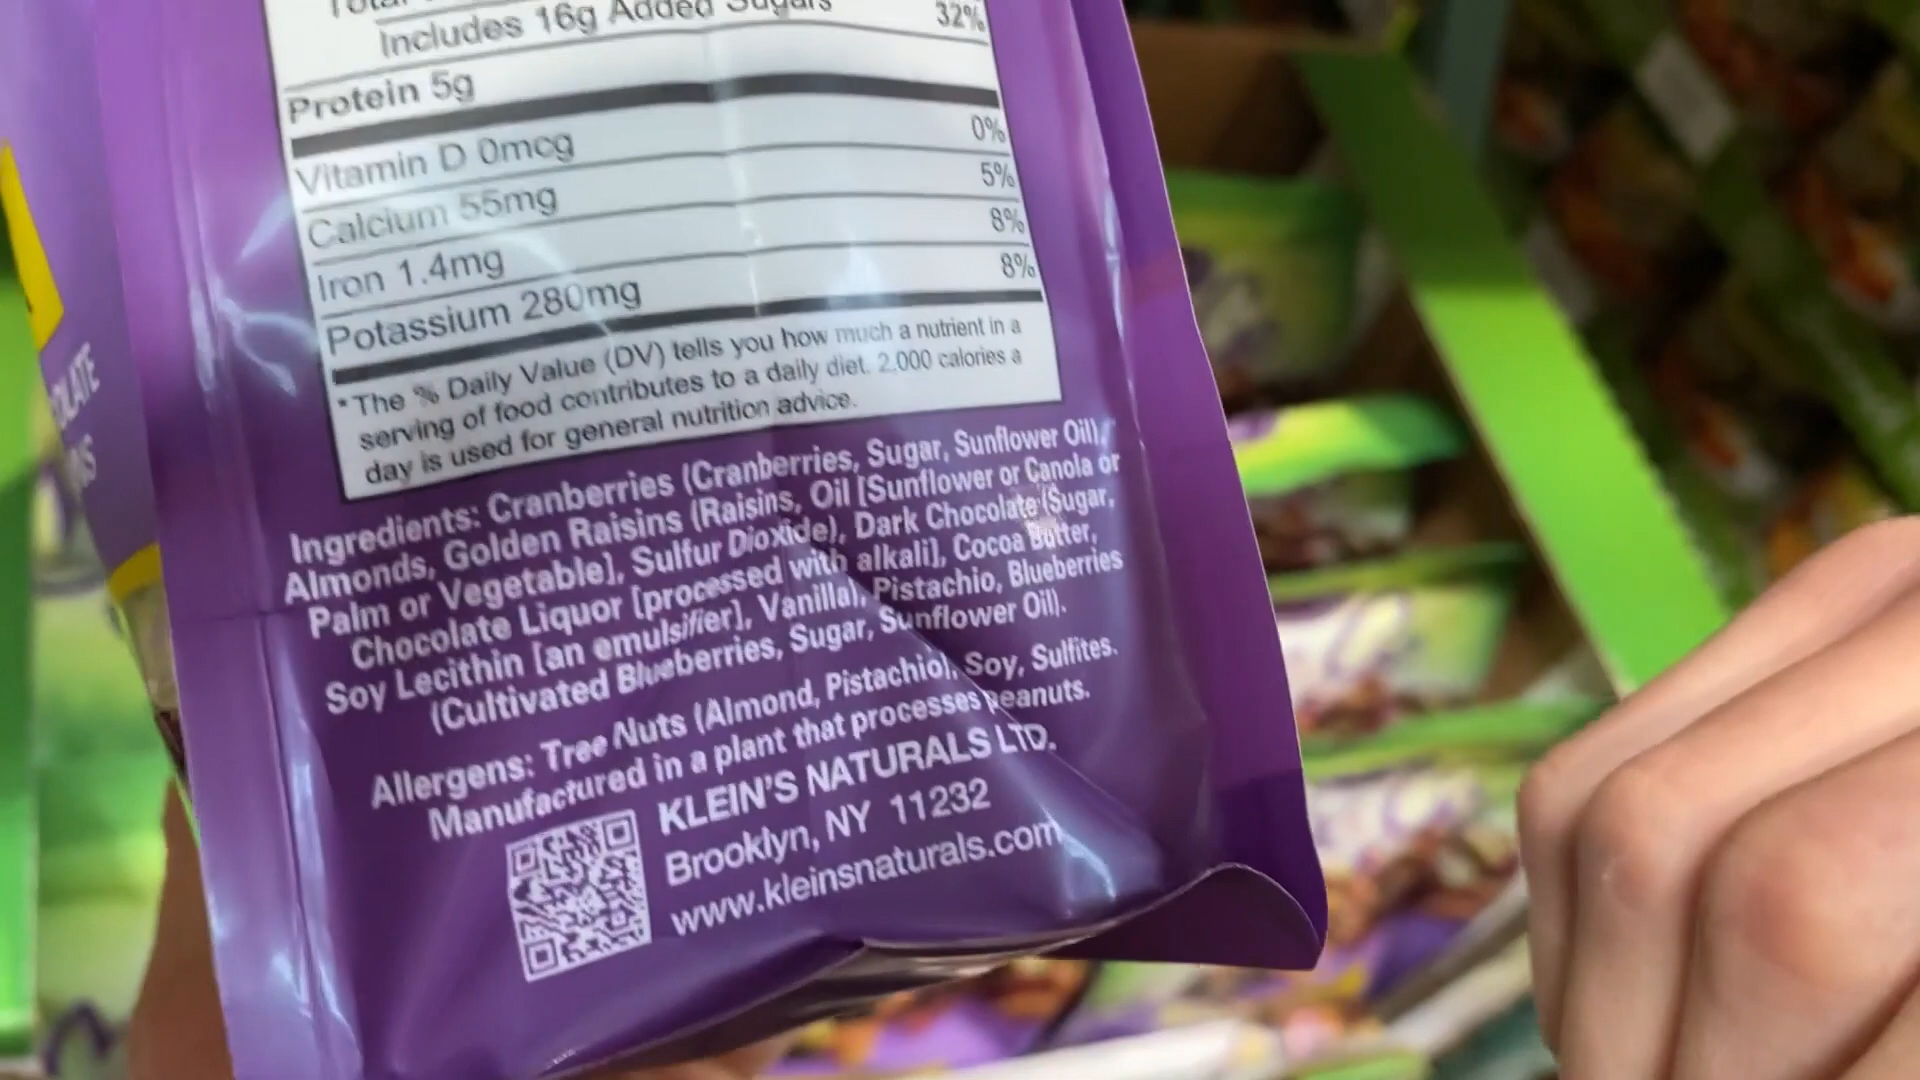 Total
Includes 16g Added Sugars 32%
Protein 5g
Vitamin D 0mcg 0%
Calcium 55mg 5%
Iron 1.4mg 8%
Potassium 280mg 8%
*The % Daily Value (DV) tells you how much a nutrient in a
serving of food contributes to a daily diet. 2,000 calories a
day is used for general nutrition advice.
Ingredients: Cranberries (Cranberries, Sugar, Sunflower Oil),
Almonds, Golden Raisins (Raisins, Oil [Sunflower or Canola or
Palm or Vegetable], Sulfur Dioxide), Dark Chocolate (Sugar,
Chocolate Liquor [processed with alkali], Cocoa Butter,
Soy Lecithin [an emulsifier], Vanilla), Pistachio, Blueberries
(Cultivated Blueberries, Sugar, Sunflower Oil).
Allergens: Tree Nuts (Almond, Pistachio), Soy, Sulfites.
Manufactured in a plant that processes peanuts.
KLEIN'S NATURALS LTD.
Brooklyn, NY 11232
www.kleinsnaturals.com